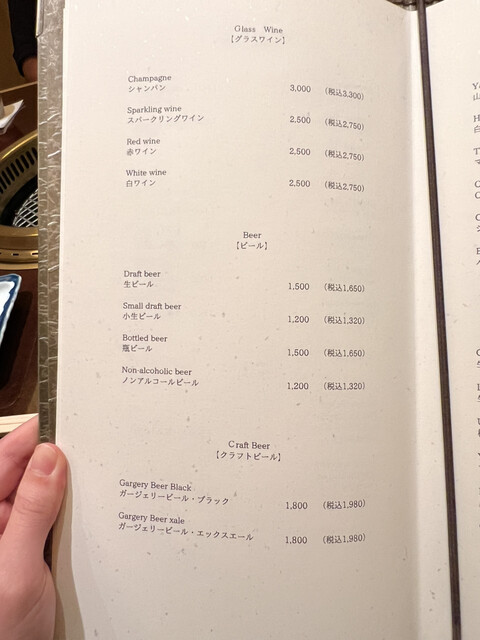 Glass Wine
【グラスワイン】
Champagne
シャンパン 3,000 (税込3,300)
Sparkling wine
スパークリングワイン 2,500 (税込2,750)
Red wine
赤ワイン 2,500 (税込2,750)
White wine
白ワイン 2,500 (税込2,750)
Beer
【ビール】
Draft beer
生ビール 1,500 (税込1,650)
Small draft beer
小生ビール 1,200 (税込1,320)
Bottled beer
瓶ビール 1,500 (税込1,650)
Non-alcoholic beer
ノンアルコールビール 1,200 (税込1,320)
Craft Beer
【クラフトビール】
Gargery Beer Black
ガージェリービール・ブラック 1,800 (税込1,980)
Gargery Beer xale
ガージェリービール・エックスエール 1,800 (税込1,980)